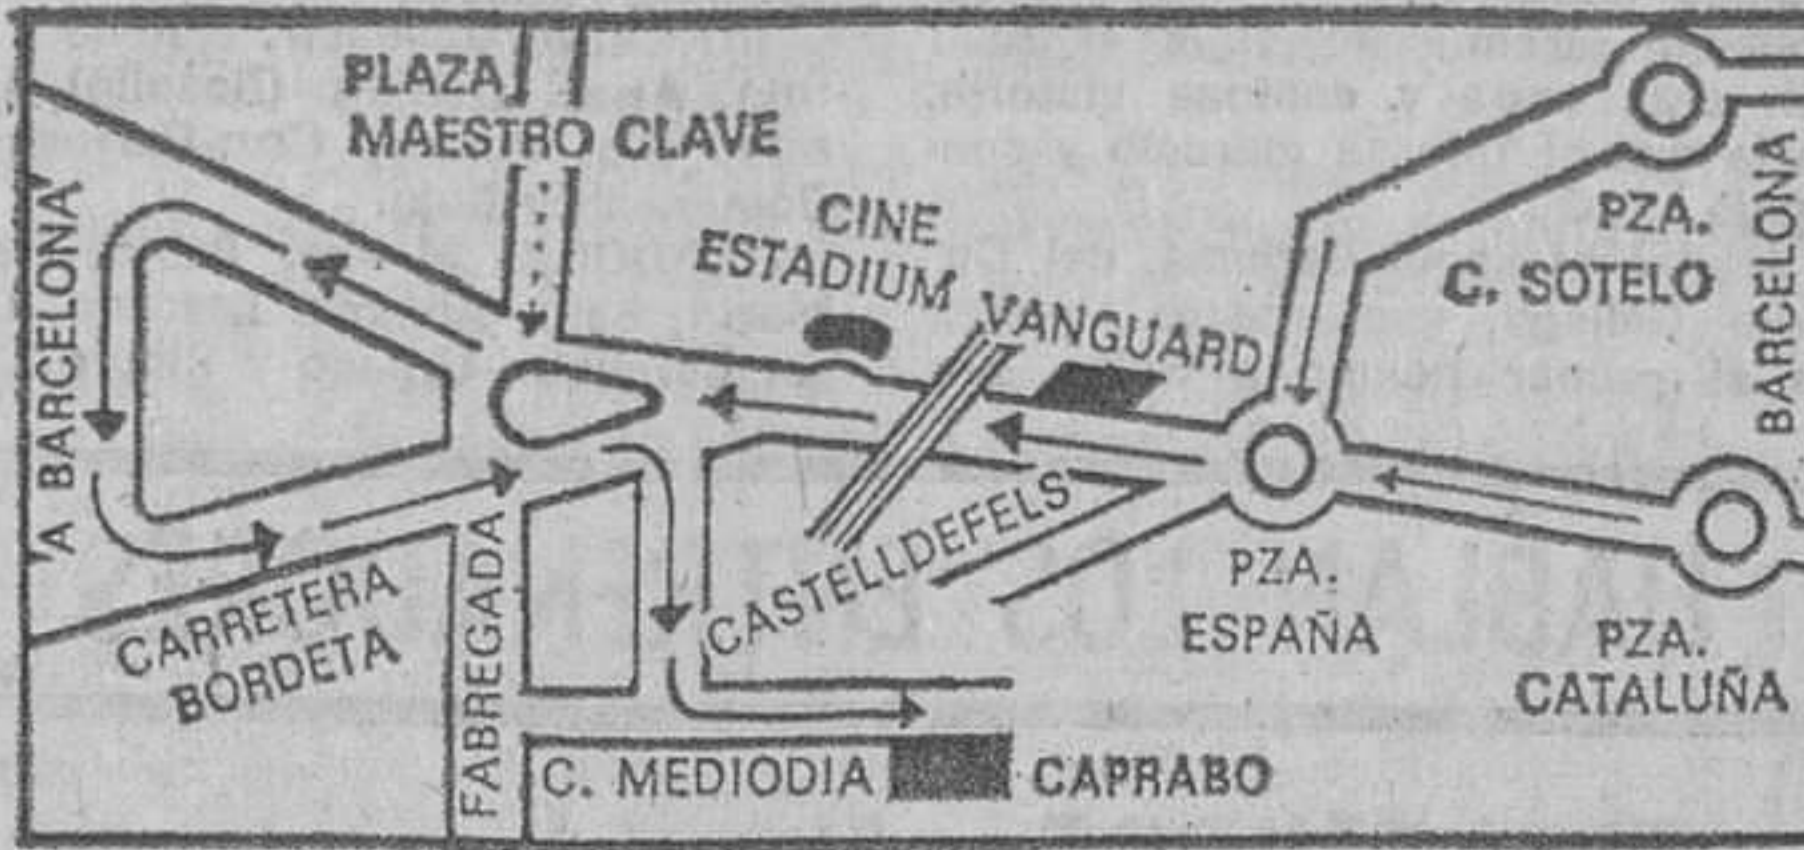 PLAZA
MAESTRO CLAVE
CINE
ESTADIUM
VANGUARD
PZA.
C. SOTELO
BARCELONA
A BARCELONA
CASTELLDEFELS
PZA.
ESPAÑA
PZA.
CATALUÑA
CARRETERA
BORDETA
FABREGADA
C. MEDIODIA
CAPRABO